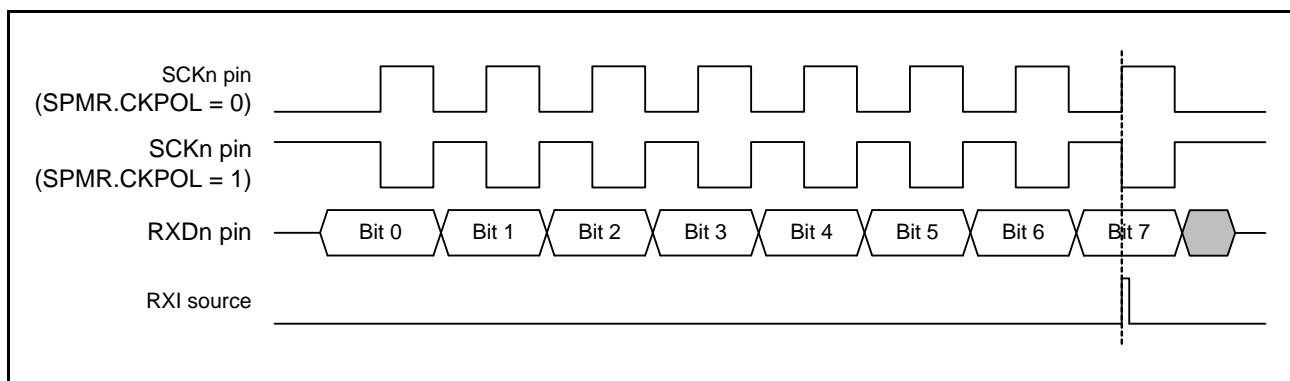 SCKn pin
(SPMR.CKPOL = 0)
SCKn pin
(SPMR.CKPOL = 1)
RXDn pin
Bit 0 Bit 1 Bit 2 Bit 3 Bit 4 Bit 5 Bit 6 Bit 7
RXI source